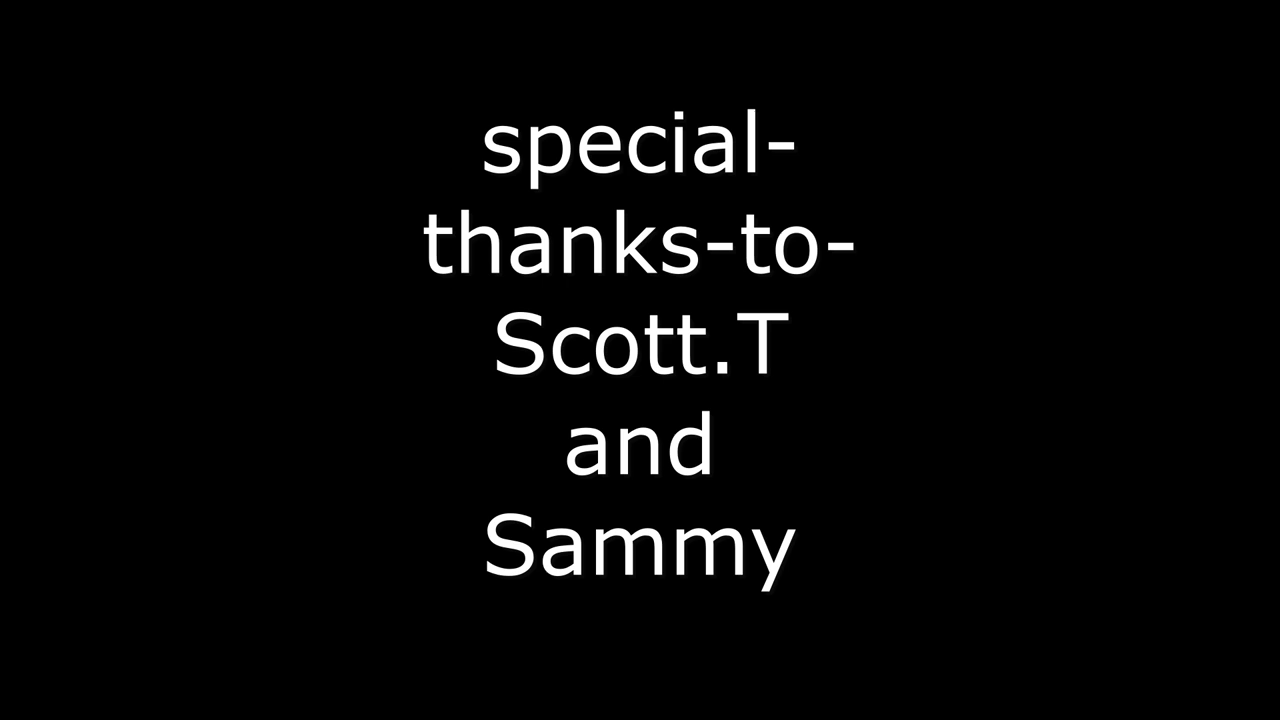 special-
thanks-to-
Scott.T
and
Sammy